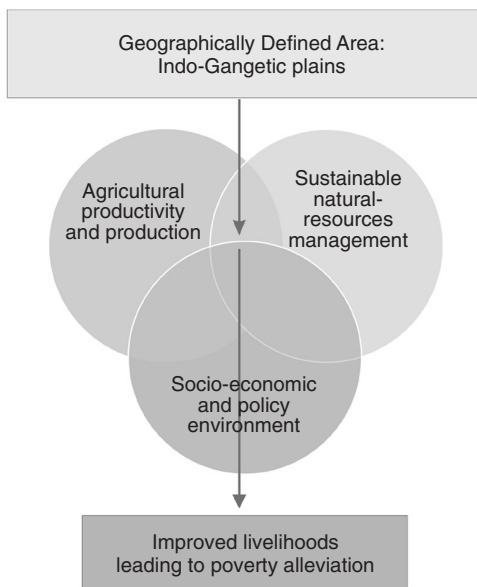 Geographically Defined Area:
Indo-Gangetic plains
Agricultural
productivity
and production
Sustainable
natural-
resources
management
Socio-economic
and policy
environment
Improved livelihoods
leading to poverty alleviation